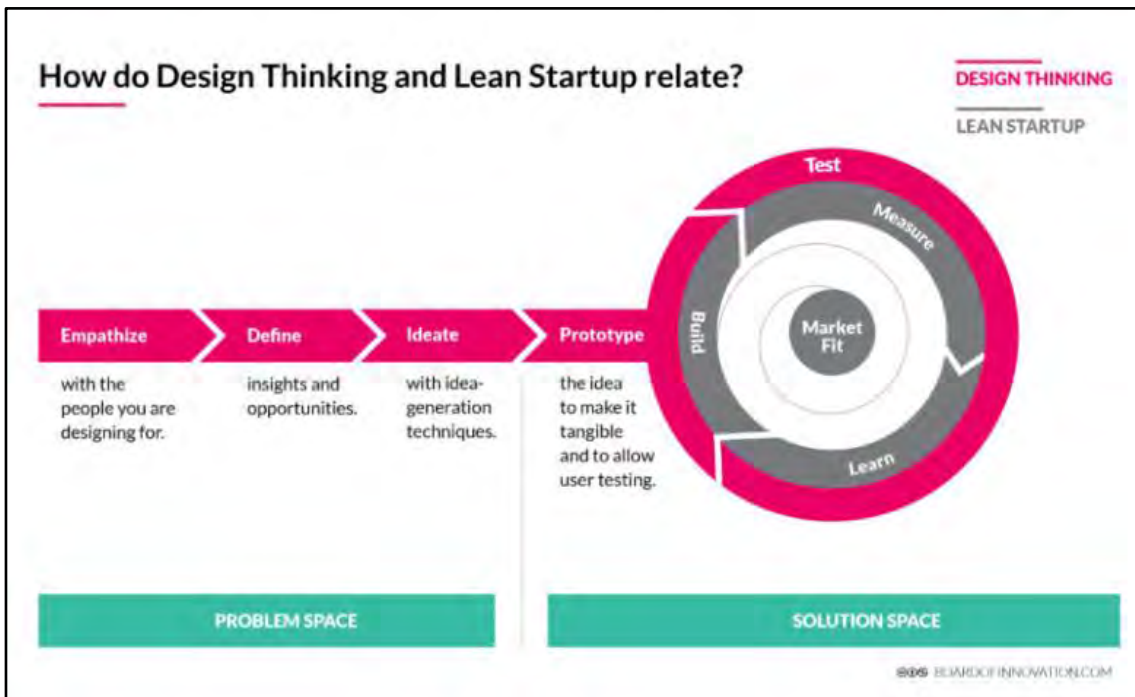 How do Design Thinking and Lean Startup relate?
DESIGN THINKING
LEAN STARTUP
Test
Measure
Build
Market
Fit
Learn
Empathize
Define
Ideate
Prototype
with the
people you are
designing for.
insights and
opportunities.
with idea-
generation
techniques.
the idea
to make it
tangible
and to allow
user testing.
PROBLEM SPACE
SOLUTION SPACE
BOARDOFINNOVATION.COM